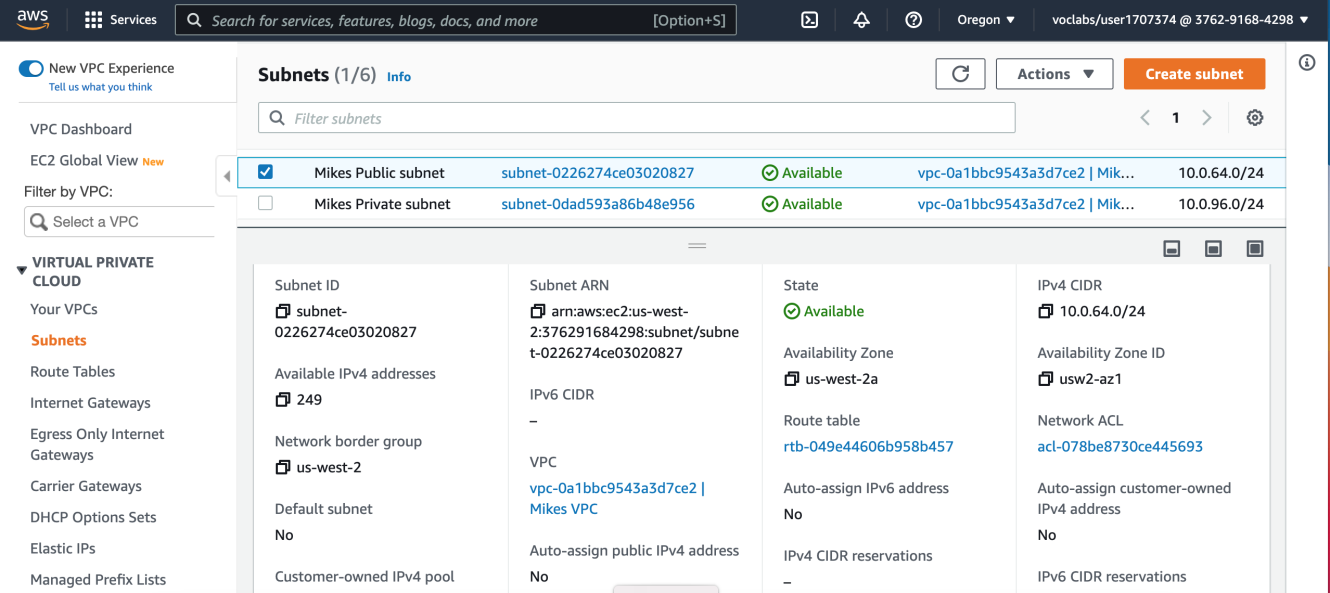 aws
Services
Search for services, features, blogs, docs, and more
[Option+S]
Oregon
voclabs/user1707374 @ 3762-9168-4298
New VPC Experience
Tell us what you think
VPC Dashboard
EC2 Global View New
Filter by VPC:
Select a VPC
VIRTUAL PRIVATE
CLOUD
Your VPCs
Subnets
Route Tables
Internet Gateways
Egress Only Internet
Gateways
Carrier Gateways
DHCP Options Sets
Elastic IPs
Managed Prefix Lists
Subnets (1/6) Info
Actions
Create subnet
Filter subnets
1
Mikes Public subnet subnet-0226274ce03020827 Available vpc-0a1bbc9543a3d7ce2 | Mik... 10.0.64.0/24
Mikes Private subnet subnet-0dad593a86b48e956 Available vpc-0a1bbc9543a3d7ce2 | Mik... 10.0.96.0/24
Subnet ID
subnet-
0226274ce03020827
Available IPv4 addresses
249
Network border group
us-west-2
Default subnet
No
Customer-owned IPv4 pool
Subnet ARN
arn:aws:ec2:us-west-
2:376291684298:subnet/subne
t-0226274ce03020827
IPv6 CIDR
–
VPC
vpc-0a1bbc9543a3d7ce2 |
Mikes VPC
Auto-assign public IPv4 address
No
State
Available
Availability Zone
us-west-2a
Route table
rtb-049e44606b958b457
Auto-assign IPv6 address
No
IPv4 CIDR reservations
–
IPv4 CIDR
10.0.64.0/24
Availability Zone ID
usw2-az1
Network ACL
acl-078be8730ce445693
Auto-assign customer-owned
IPv4 address
No
IPv6 CIDR reservations